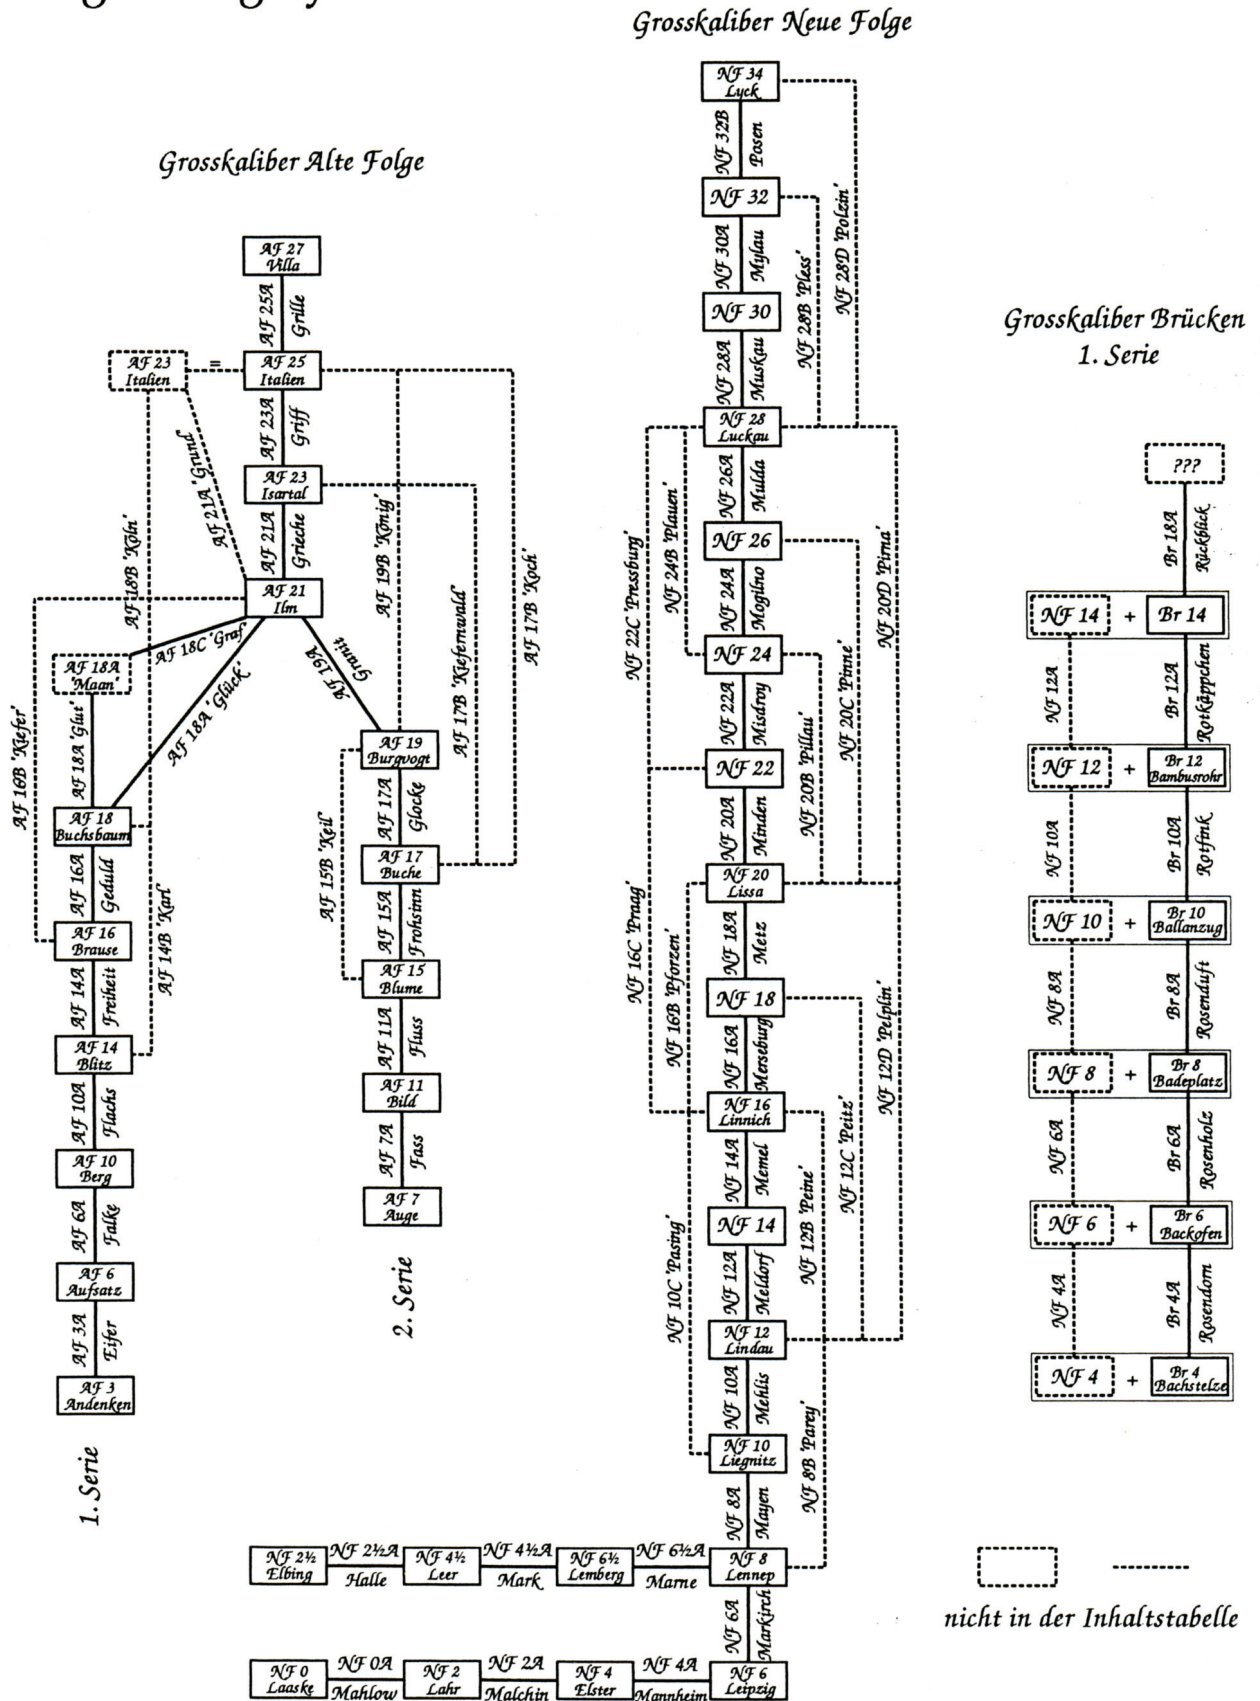 Grosskaliber Neue Folge
NF 34
Lyck
NF 32B
Posen
NF 32
NF 30A
Mylau
NF 30
NF 28A
Muskau
NF 28
Luckau
NF 26A
Mulda
NF 26
NF 24A
Mogilno
NF 24
NF 22A
Misdroy
NF 22
NF 20A
Minden
NF 20
Lissa
NF 18A
Metz
NF 18
NF 16A
Merseburg
NF 16
Linnich
NF 14A
Memel
NF 14
NF 12A
Meldorf
NF 12
Lindau
NF 10A
Mehlis
NF 10
Liegnitz
NF 8A
Mayen
NF 8
Lennep
NF 6A
Markirch
NF 6
Leipzig
NF 28B 'Pless'
NF 28D 'Polzin'
NF 22C 'Pressburg'
NF 24B 'Plauen'
NF 20B 'Pillau'
NF 20C 'Pinne'
NF 20D 'Pirna'
NF 16C 'Praag'
NF 16B 'Pforzen'
NF 12D 'Pelplin'
NF 12C 'Peitz'
NF 12B 'Peine'
NF 10C 'Pasing'
NF 8B 'Parey'
NF 2½
Elbing
NF 2½A
Halle
NF 4½
Leer
NF 4½A
Mark
NF 6½
Lemberg
NF 6½A
Marne
NF 0
Laaske
NF 0A
Mahlow
NF 2
Lahr
NF 2A
Malchin
NF 4
Elster
NF 4A
Mannheim
Grosskaliber Alte Folge
AF 27
Villa
AF 25A
Grille
AF 23
Italien
=
AF 25
Italien
AF 23A
Griff
AF 23
Isartal
AF 21A
Grieche
AF 21A 'Grund'
AF 21
Ilm
AF 18B 'Köln'
AF 18C 'Graf'
AF 18A 'Glück'
AF 19A
Granit
AF 19B 'König'
AF 17B 'Kiefernwald'
AF 17B 'Koch'
AF 18A
'Maan'
AF 18A 'Glut'
AF 16B 'Kiefer'
AF 18
Buchsbaum
AF 16A
Geduld
AF 16
Brause
AF 14A
Freiheit
AF 14B 'Karl'
AF 14
Blitz
AF 10A
Flachs
AF 10
Berg
AF 6A
Falke
AF 6
Aufsatz
AF 3A
Eifer
AF 3
Andenken
1. Serie
AF 19
Burgvogt
AF 17A
Glocke
AF 15B 'Keil'
AF 17
Buche
AF 15A
Frohsinn
AF 15
Blume
AF 11A
Fluss
AF 11
Bild
AF 7A
Fass
AF 7
Auge
2. Serie
Grosskaliber Brücken
1. Serie
???
Br 18A
Rückblick
NF 14 + Br 14
NF 12A
Br 12A
Rotkäppchen
NF 12 + Br 12
Bambusrohr
NF 10A
Br 10A
Rotfink
NF 10 + Br 10
Ballanzug
NF 8A
Br 8A
Rosenduft
NF 8 + Br 8
Badeplatz
NF 6A
Br 6A
Rosenholz
NF 6 + Br 6
Backofen
NF 4A
Br 4A
Rosendorn
NF 4 + Br 4
Bachstelze
nicht in der Inhaltstabelle